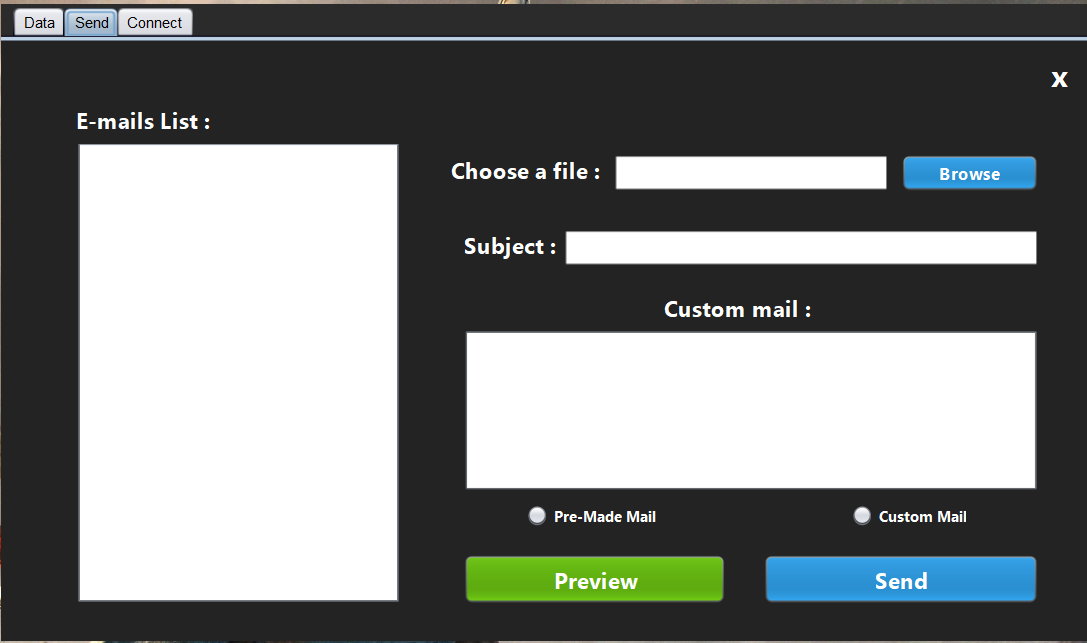 Data Send Connect
x
E-mails List :
Choose a file : Browse
Subject :
Custom mail :
Pre-Made Mail Custom Mail
Preview Send